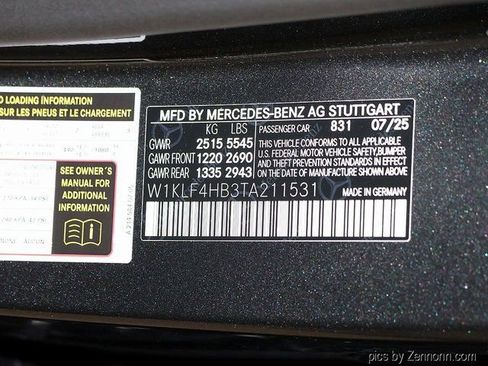 LOADING INFORMATION
SUR LES PNEUS ET LE CHARGEMENT
SEE OWNER'S
MANUAL FOR
ADDITIONAL
INFORMATION
MFD BY MERCEDES-BENZ AG STUTTGART
KG LBS PASSENGER CAR 831 07/25
GWR 2515 5545
GAWR FRONT 1220 2690
GAWR REAR 1335 2943
THIS VEHICLE CONFORMS TO ALL APPLICABLE
U.S. FEDERAL MOTOR VEHICLE SAFETY/BUMPER
AND THEFT PREVENTION STANDARDS IN EFFECT
ON THE DATE OF MANUFACTURE SHOWN ABOVE.
W1KLF4HB3TA211531
MADE IN GERMANY
NONE AUCUN
pics by Zennonn.com